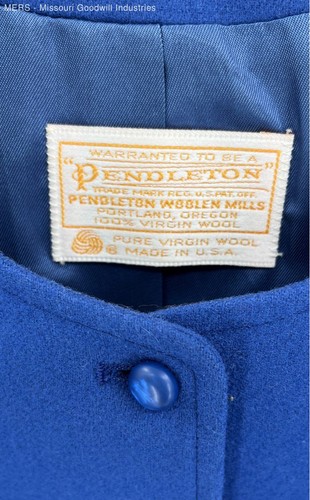 MERS - Missouri Goodwill Industries
WARRANTED TO BE A
"PENDLETON"
TRADE MARK REG. U.S. PAT. OFF.
PENDLETON WOOLEN MILLS
PORTLAND, OREGON
100% VIRGIN WOOL
PURE VIRGIN WOOL
6 MADE IN U.S.A.